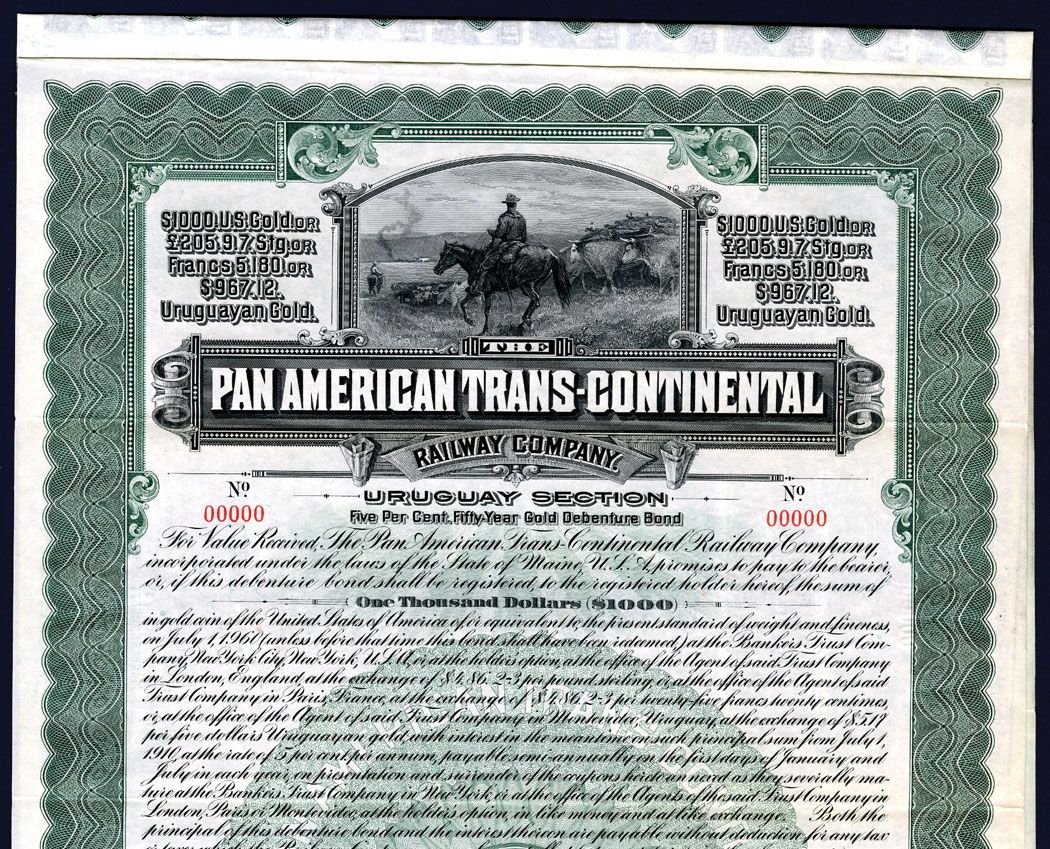 $1000 U.S. Gold. OR
£205.9.7. Stg. OR
Francs 5,180. OR
$967.12.
Uruguayan Gold.
$1000 U.S. Gold. OR
£205.9.7. Stg. OR
Francs 5,180. OR
$967.12.
Uruguayan Gold.
THE
PAN AMERICAN TRANS-CONTINENTAL
RAILWAY COMPANY.
Nº
00000
URUGUAY SECTION
Five Per Cent. Fifty-Year Gold Debenture Bond
Nº
00000
For Value Received, The Pan American Trans-Continental Railway Company,
incorporated under the laws of the State of Maine, U.S.A. promises to pay to the bearer,
or, if this debenture bond shall be registered, to the registered holder hereof, the sum of
One Thousand Dollars ($1000)
in gold coin of the United States of America of or equivalent to the present standard of weight and fineness,
on July 1, 1960 (unless before that time this bond shall have been redeemed) at the Bankers Trust Com-
pany, New York City, New York, U.S.A., or, at the holder's option, at the office of the Agent of said Trust Company
in London, England, at the exchange of $4.86. 2-3 per pound sterling, or, at the office of the Agent of said
Trust Company in Paris, France, at the exchange of $4.86. 2-3 per twenty-five francs twenty centimes,
or, at the office of the Agent of said Trust Company in Montevideo, Uruguay, at the exchange of $5.17
per five dollars Uruguayan gold, with interest in the meantime on such principal sum from July 1,
1910, at the rate of 5 per cent per annum, payable semi-annually on the first days of January and
July in each year, on presentation and surrender of the coupons hereto annexed as they severally ma-
ture at the Bankers Trust Company in New York, or at the office of the Agents of the said Trust Company in
London, Paris or Montevideo, at the holder's option, in like money and at like exchange. Both the
principal of this debenture bond and the interest thereon are payable without deduction for any tax